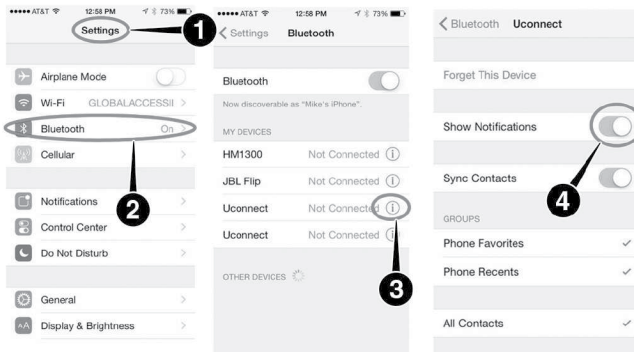 AT&T 12:58 PM 73%
Settings
1
Airplane Mode
Wi-Fi GLOBALACCESSII
Bluetooth On
Cellular
2
Notifications
Control Center
Do Not Disturb
General
AA Display & Brightness
AT&T 12:58 PM 73%
Settings Bluetooth
Bluetooth
Now discoverable as "Mike's iPhone".
MY DEVICES
HM1300 Not Connected i
JBL Flip Not Connected i
Uconnect Not Connected i
Uconnect Not Connected i
3
OTHER DEVICES
Bluetooth Uconnect
Forget This Device
Show Notifications
Sync Contacts
4
GROUPS
Phone Favorites
Phone Recents
All Contacts